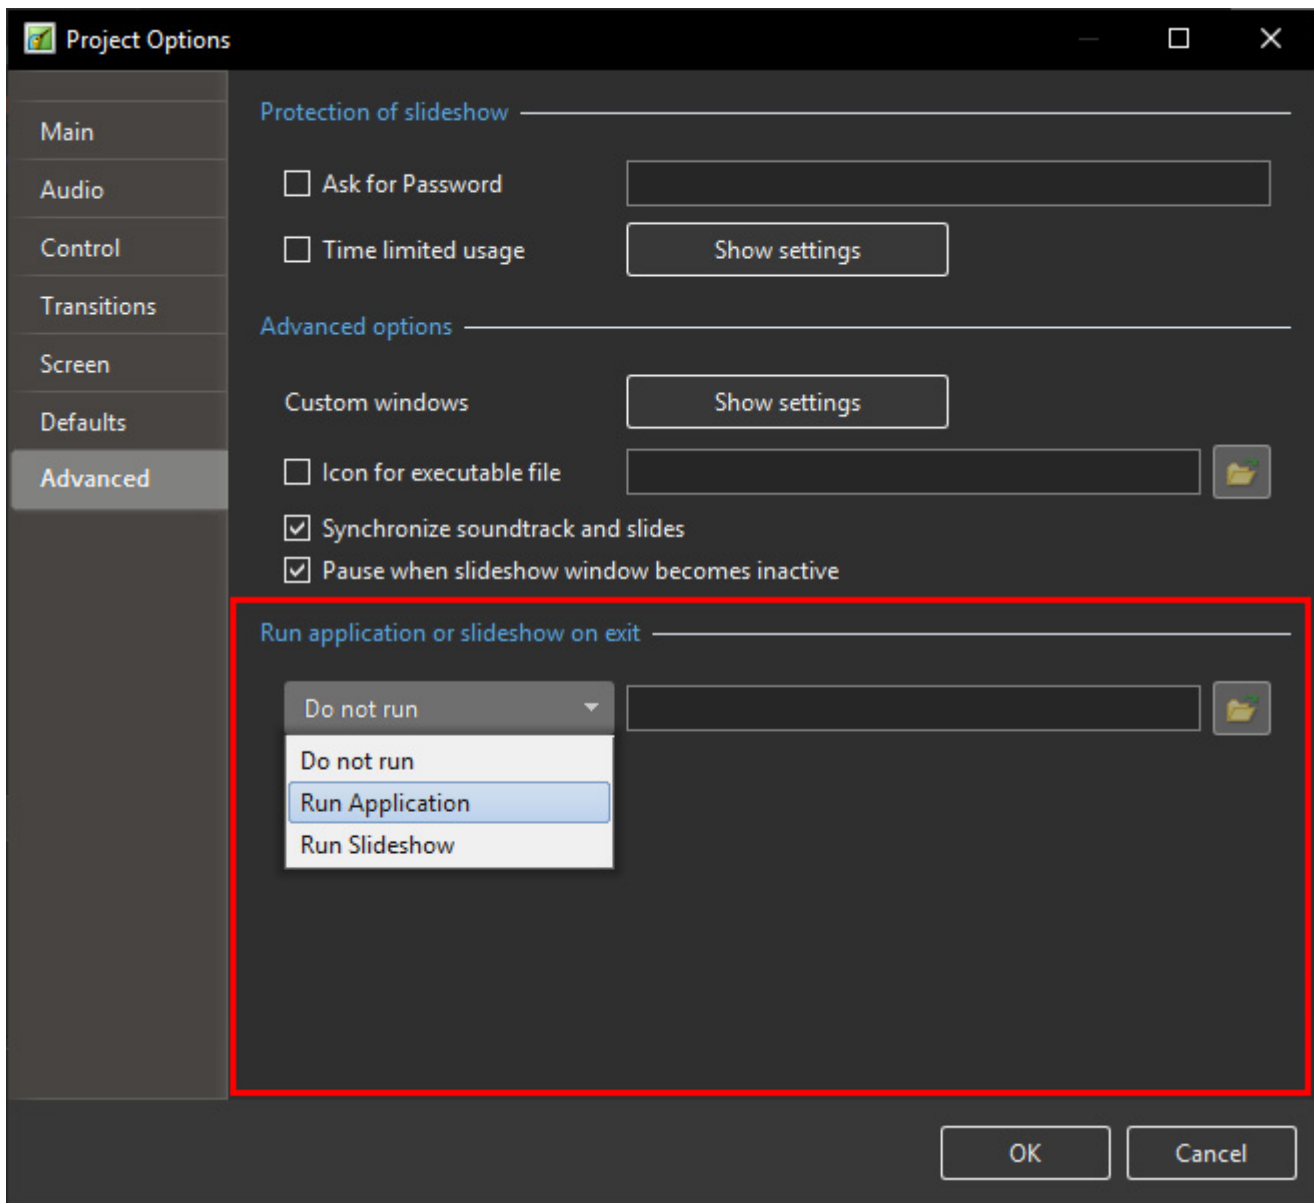 Project Options
Main
Audio
Control
Transitions
Screen
Defaults
Advanced
Protection of slideshow
Ask for Password
Time limited usage
Show settings
Advanced options
Custom windows
Show settings
Icon for executable file
Synchronize soundtrack and slides
Pause when slideshow window becomes inactive
Run application or slideshow on exit
Do not run
Do not run
Run Application
Run Slideshow
OK
Cancel